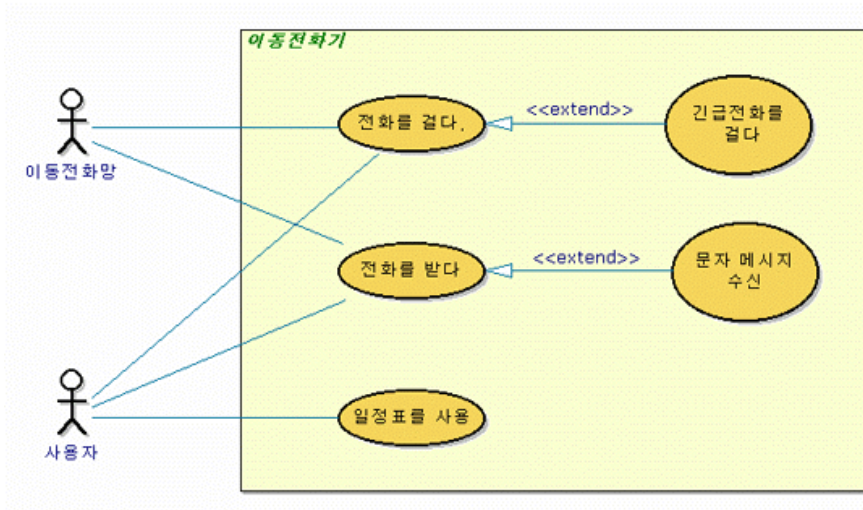 이동전화기
전화를 걸다.
<<extend>>
긴급전화를
걸다
이동전화망
전화를 받다
<<extend>>
문자 메시지
수신
일정표를 사용
사용자